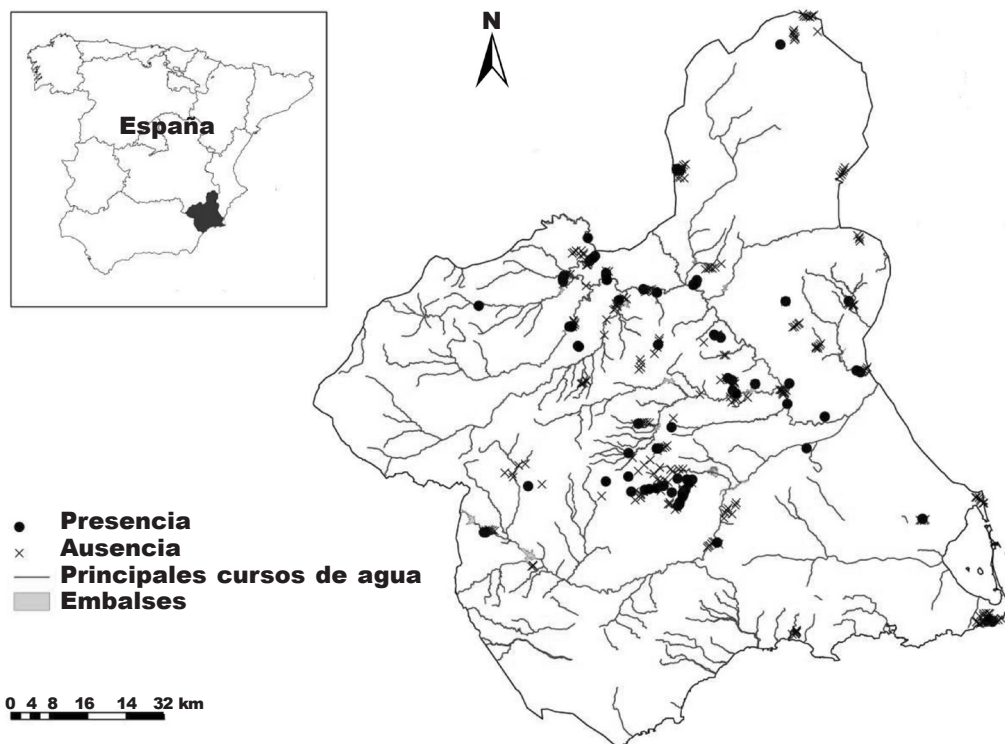 N
España
Presencia
Ausencia
Principales cursos de agua
Embalses
0 4 8 16 14 32 km